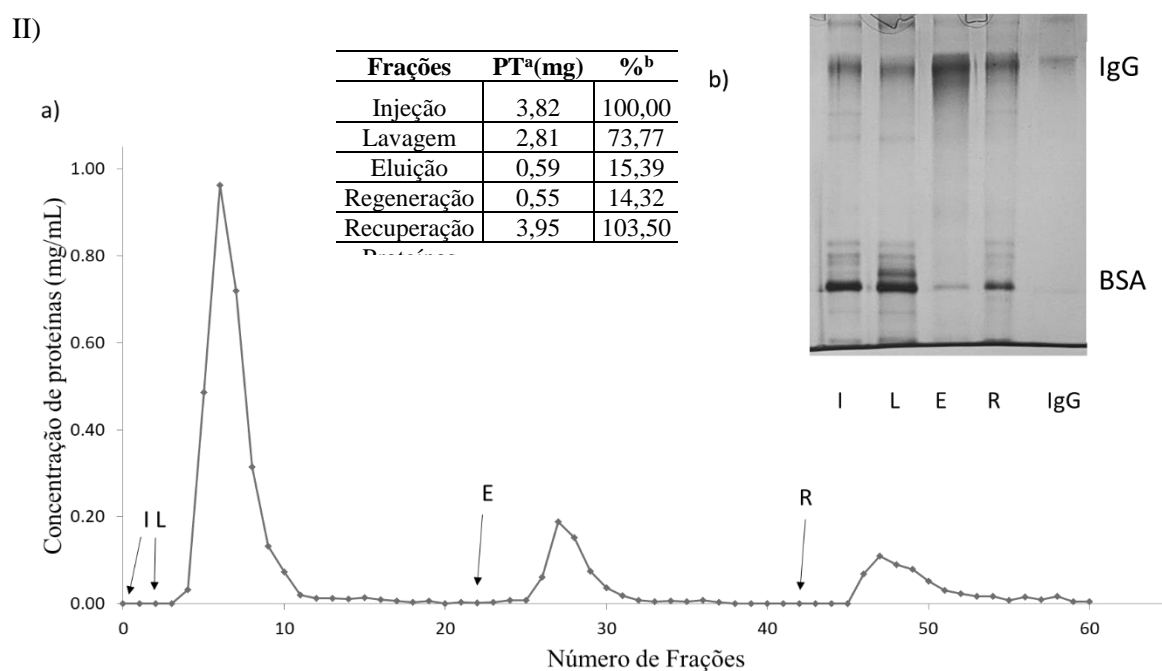 II)
a)
Frações PTᵃ(mg) %ᵇ
Injeção 3,82 100,00
Lavagem 2,81 73,77
Eluição 0,59 15,39
Regeneração 0,55 14,32
Recuperação 3,95 103,50
b)
IgG
BSA
I L E R IgG
Concentração de proteínas (mg/mL)
1.00
0.80
0.60
0.40
0.20
0.00
I L
E
R
0 10 20 30 40 50 60
Número de Frações